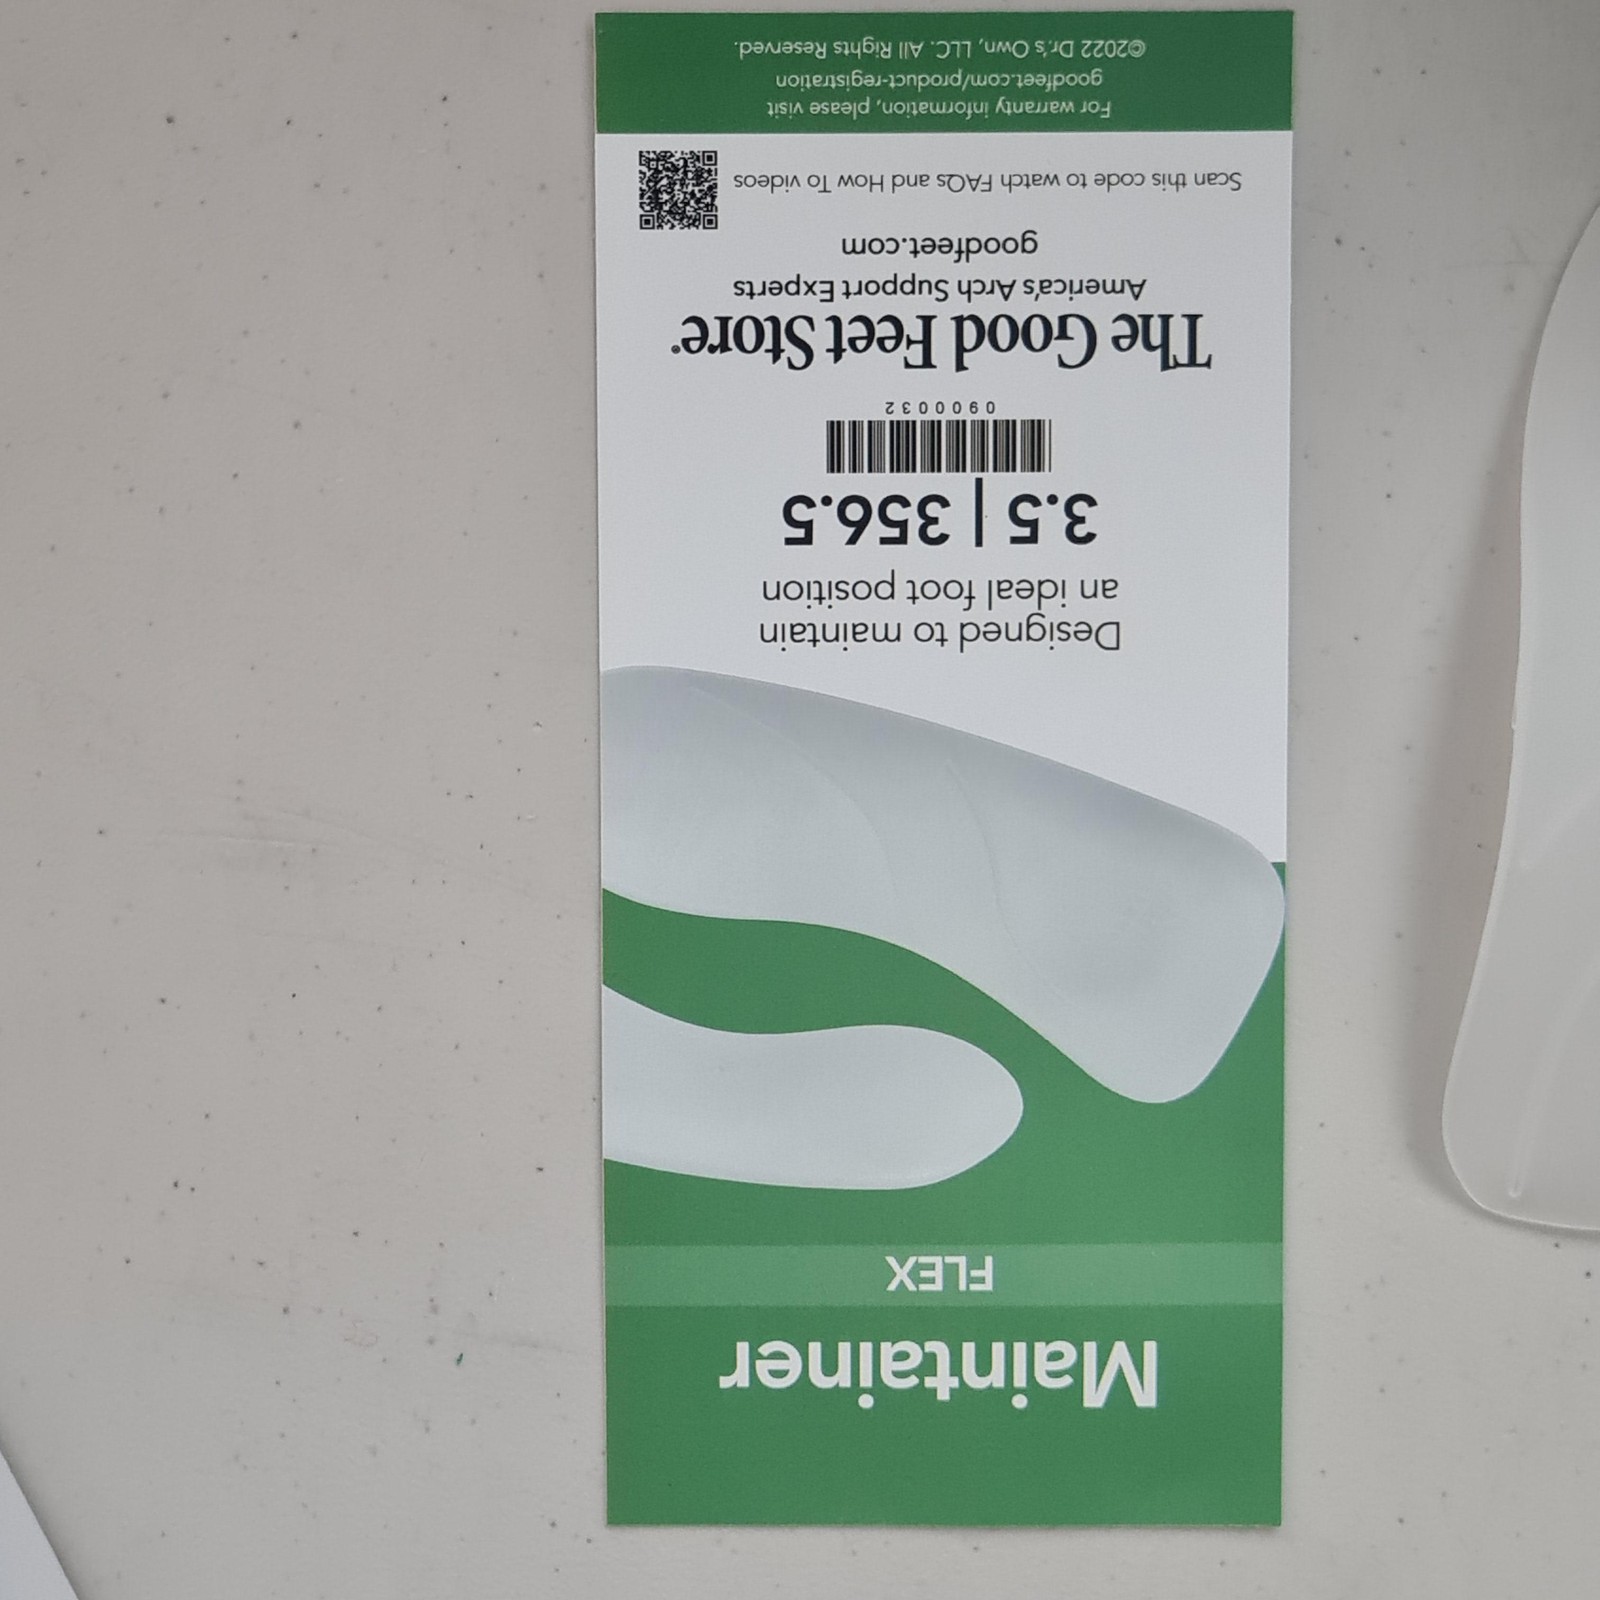 Maintainer
FLEX
Designed to maintain
an ideal foot position
3.5 | 356.5
0900032
The Good Feet Store®
America's Arch Support Experts
goodfeet.com
Scan this code to watch FAQs and How To videos
For warranty information, please visit
goodfeet.com/product-registration
©2022 Dr.'s Own, LLC. All Rights Reserved.